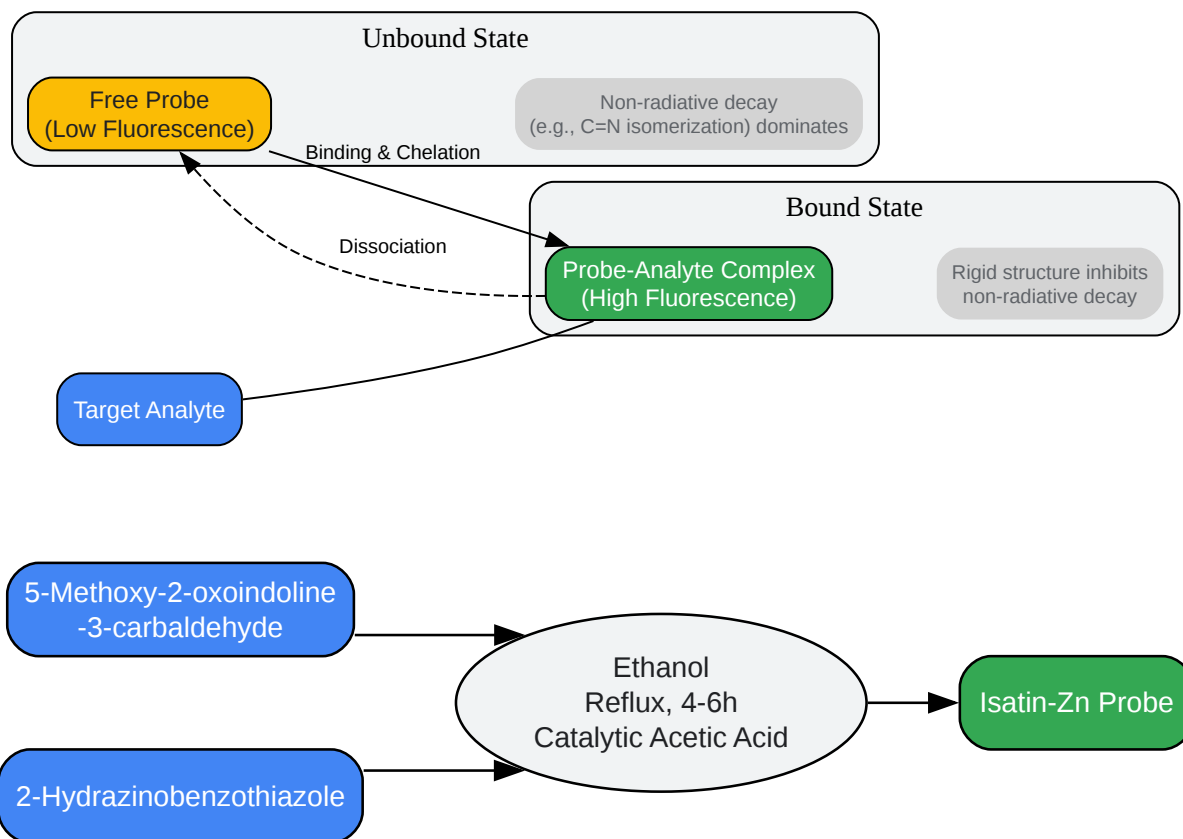 Unbound State
Free Probe
(Low Fluorescence)
Non-radiative decay
(e.g., C=N isomerization) dominates
Binding & Chelation
Bound State
Dissociation
Probe-Analyte Complex
(High Fluorescence)
Rigid structure inhibits
non-radiative decay
Target Analyte
5-Methoxy-2-oxoindoline
-3-carbaldehyde
Ethanol
Reflux, 4-6h
Catalytic Acetic Acid
Isatin-Zn Probe
2-Hydrazinobenzothiazole